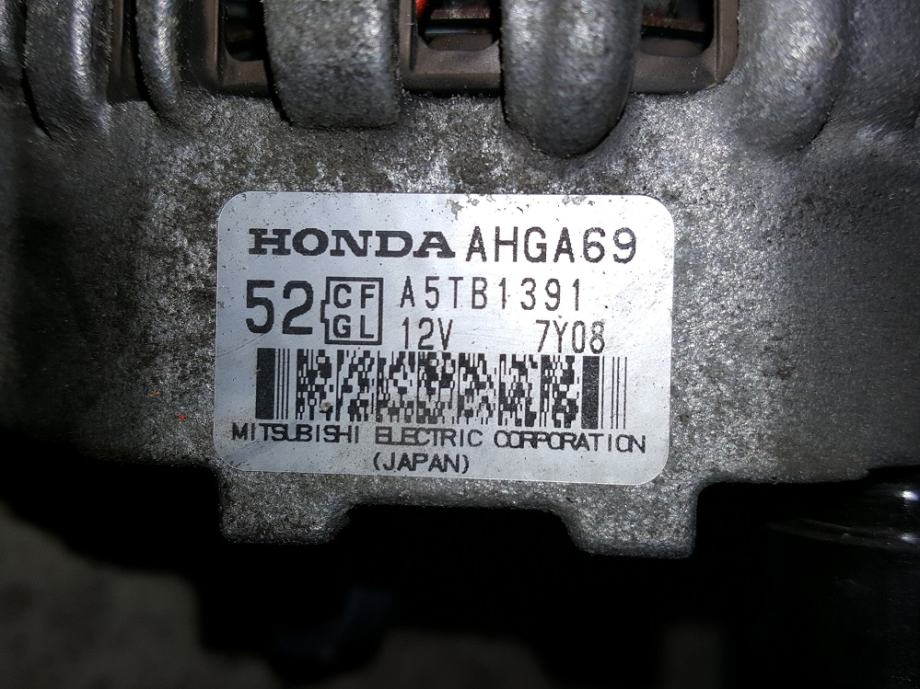 HONDA AHGA69
52 CF GL A5TB1391
12V 7Y08
MITSUBISHI ELECTRIC CORPORATION
(JAPAN)